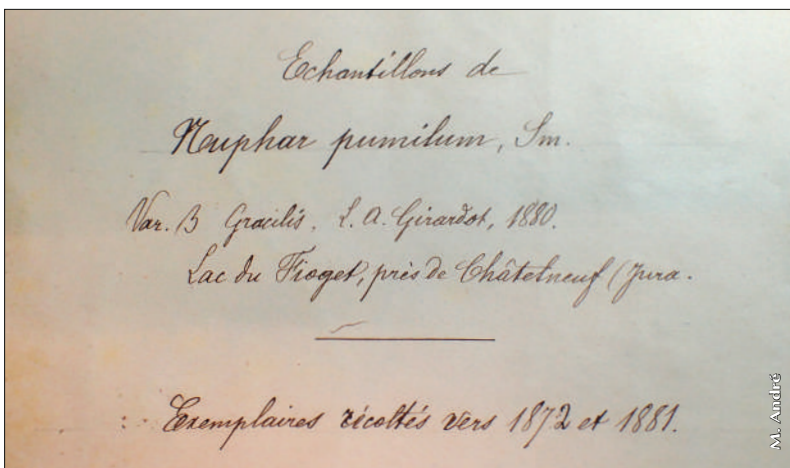 Echantillons de
Neuphar pumilum, Sm.
Var. B Gracilis, L. A. Girardot, 1880.
Lac du Fioget, près de Châtelneuf (Jura.
Exemplaires récoltés vers 1872 et 1881.
M. André